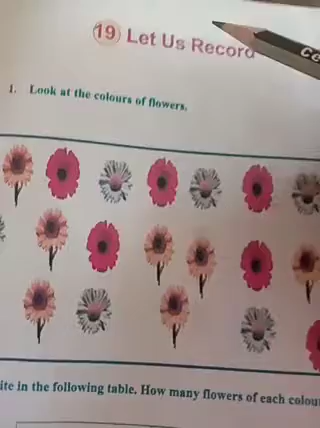 19 Let Us Record
1. Look at the colours of flowers.
ite in the following table. How many flowers of each colou